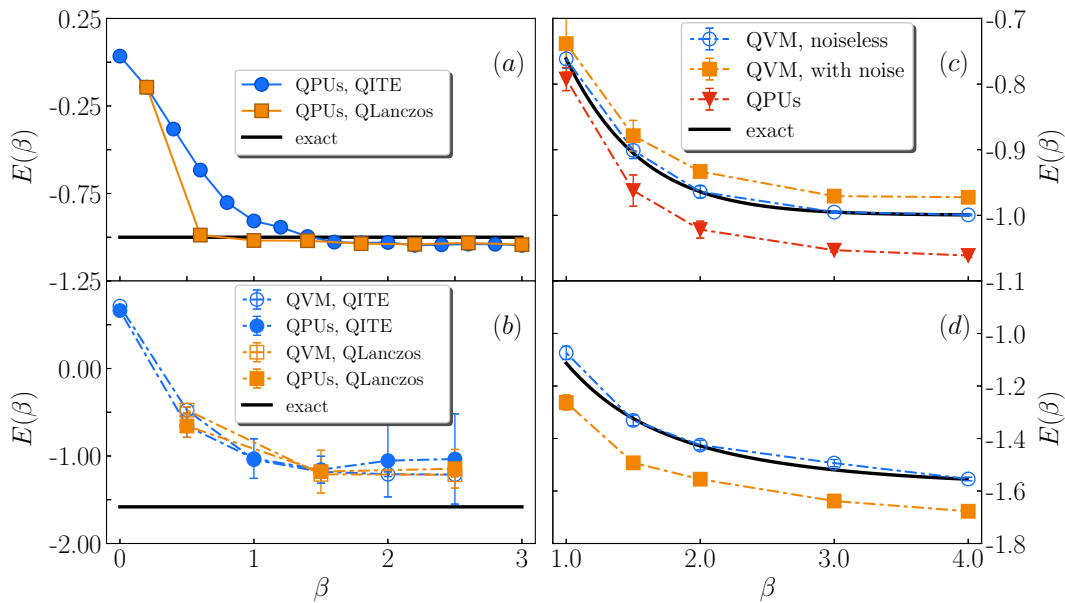 0.25
-0.25
-0.75
-1.25
E(β)
(a)
QPUs, QITE
QPUs, QLanczos
exact
-0.7
-0.8
-0.9
-1.0
-1.1
E(β)
(c)
QVM, noiseless
QVM, with noise
QPUs
exact
0.00
-1.00
-2.00
E(β)
(b)
QVM, QITE
QPUs, QITE
QVM, QLanczos
QPUs, QLanczos
exact
0 1 2 3
β
(d)
-1.0
-1.2
-1.4
-1.6
-1.8
E(β)
1.0 2.0 3.0 4.0
β